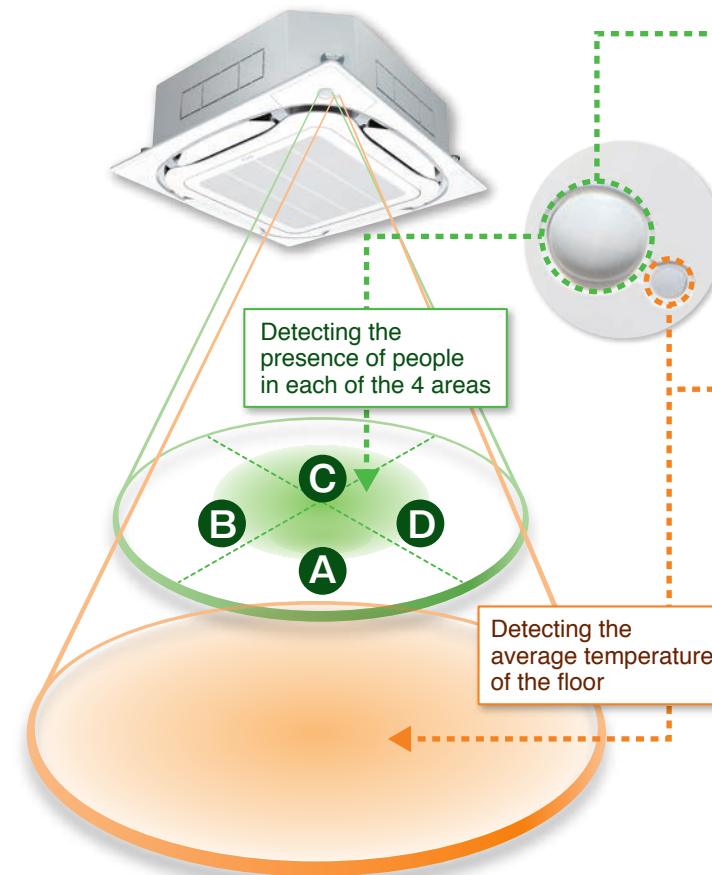 Detecting the
presence of people
in each of the 4 areas
C
B
D
A
Detecting the
average temperature
of the floor